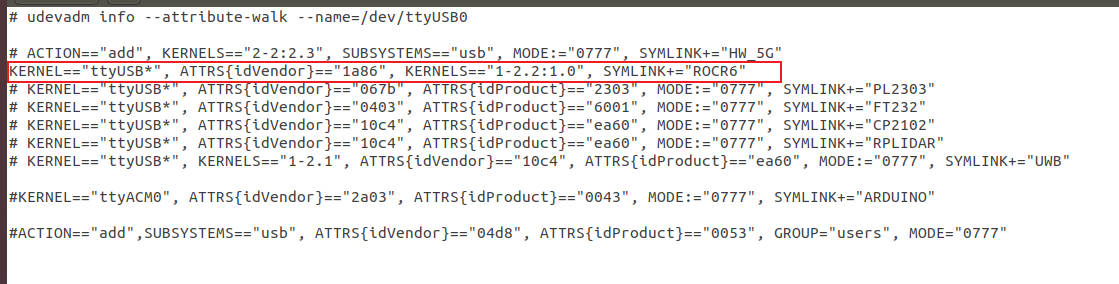 # udevadm info --attribute-walk --name=/dev/ttyUSB0
# ACTION=="add", KERNELS=="2-2:2.3", SUBSYSTEMS=="usb", MODE:="0777", SYMLINK+="HW_5G"
KERNEL=="ttyUSB*", ATTRS{idVendor}=="1a86", KERNELS=="1-2.2:1.0", SYMLINK+="ROCR6"
# KERNEL=="ttyUSB*", ATTRS{idVendor}=="067b", ATTRS{idProduct}=="2303", MODE:="0777", SYMLINK+="PL2303"
# KERNEL=="ttyUSB*", ATTRS{idVendor}=="0403", ATTRS{idProduct}=="6001", MODE:="0777", SYMLINK+="FT232"
# KERNEL=="ttyUSB*", ATTRS{idVendor}=="10c4", ATTRS{idProduct}=="ea60", MODE:="0777", SYMLINK+="CP2102"
# KERNEL=="ttyUSB*", ATTRS{idVendor}=="10c4", ATTRS{idProduct}=="ea60", MODE:="0777", SYMLINK+="RPLIDAR"
# KERNEL=="ttyUSB*", KERNELS=="1-2.1", ATTRS{idVendor}=="10c4", ATTRS{idProduct}=="ea60", MODE:="0777", SYMLINK+="UWB"
#KERNEL=="ttyACM0", ATTRS{idVendor}=="2a03", ATTRS{idProduct}=="0043", MODE:="0777", SYMLINK+="ARDUINO"
#ACTION=="add",SUBSYSTEMS=="usb", ATTRS{idVendor}=="04d8", ATTRS{idProduct}=="0053", GROUP="users", MODE="0777"